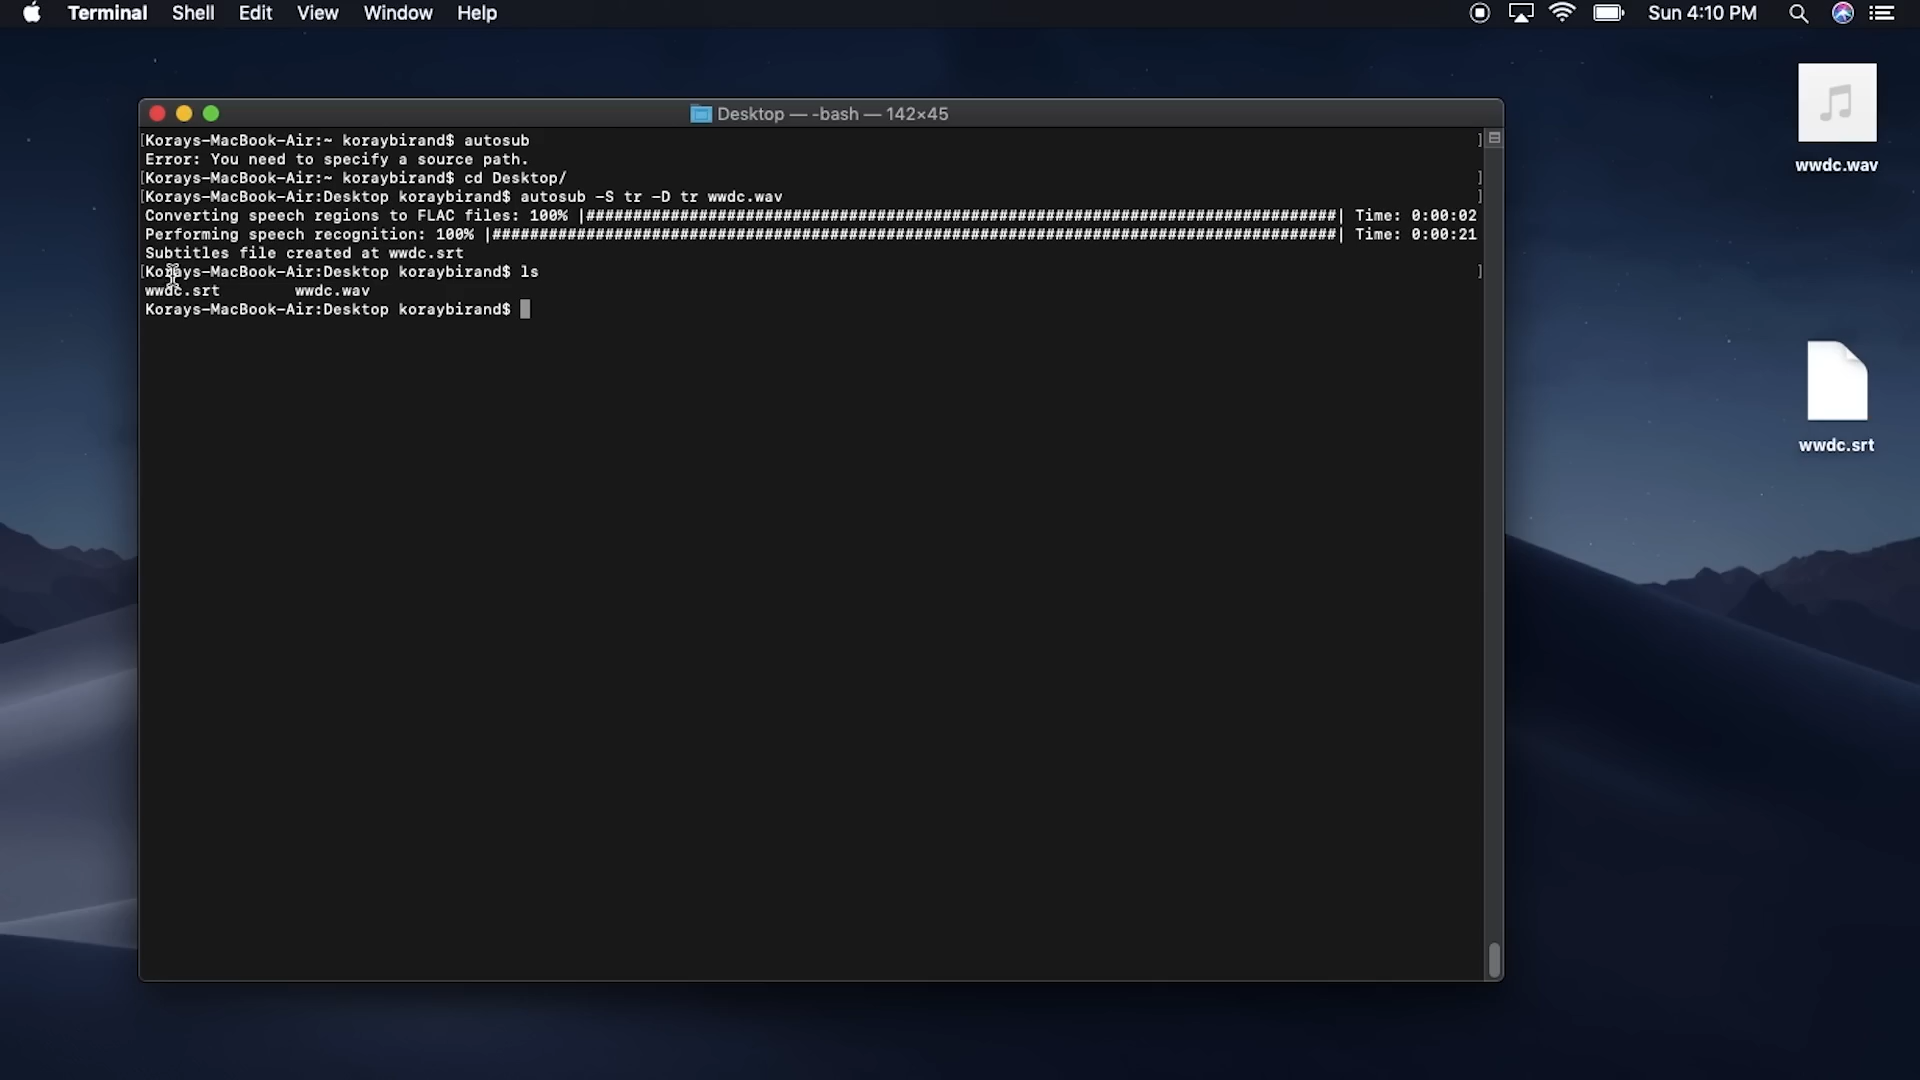 Terminal Shell Edit View Window Help Sun 4:10 PM
Desktop — -bash — 142×45
Korays-MacBook-Air:~ koraybirand$ autosub
Error: You need to specify a source path.
Korays-MacBook-Air:~ koraybirand$ cd Desktop/
Korays-MacBook-Air:Desktop koraybirand$ autosub -S tr -D tr wwdc.wav
Converting speech regions to FLAC files: 100% |################################################################################| Time: 0:00:02
Performing speech recognition: 100% |##########################################################################################| Time: 0:00:21
Subtitles file created at wwdc.srt
Korays-MacBook-Air:Desktop koraybirand$ ls
wwdc.srt wwdc.wav
Korays-MacBook-Air:Desktop koraybirand$
wwdc.wav
wwdc.srt